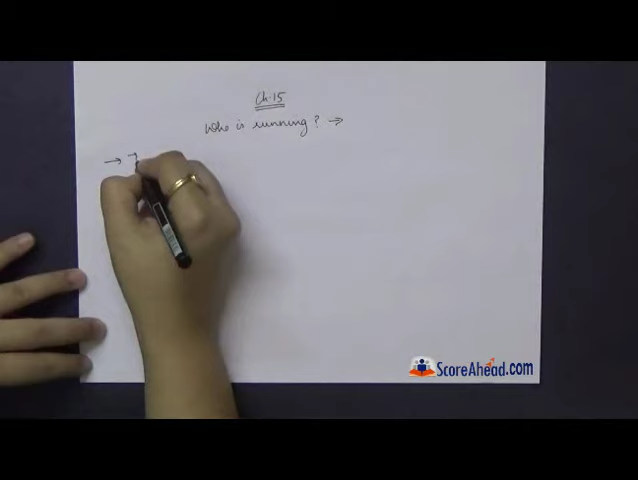 Ch.15
Who is running? →
→
ScoreAhead.com